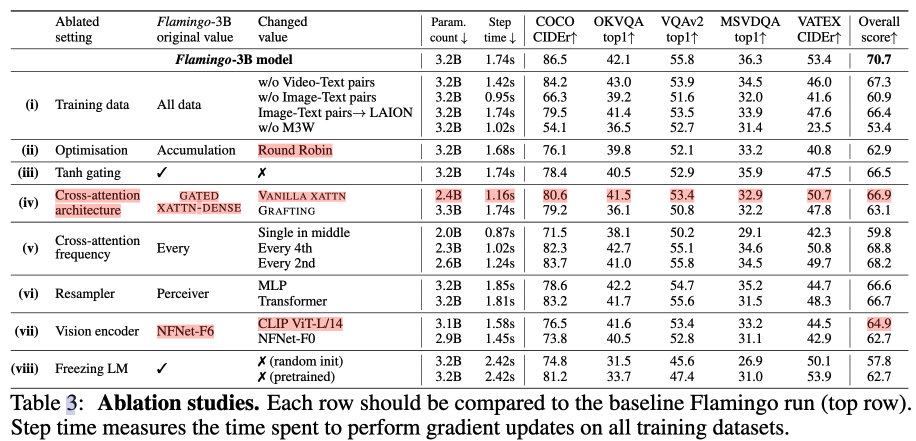 Ablated setting Flamingo-3B original value Changed value Param. count ↓ Step time ↓ COCO CIDEr↑ OKVQA top1↑ VQAv2 top1↑ MSVDQA top1↑ VATEX CIDEr↑ Overall score↑
Flamingo-3B model 3.2B 1.74s 86.5 42.1 55.8 36.3 53.4 70.7
w/o Video-Text pairs 3.2B 1.42s 84.2 43.0 53.9 34.5 46.0 67.3
(i) Training data All data w/o Image-Text pairs 3.2B 0.95s 66.3 39.2 51.6 32.0 41.6 60.9
Image-Text pairs→ LAION 3.2B 1.74s 79.5 41.4 53.5 33.9 47.6 66.4
w/o M3W 3.2B 1.02s 54.1 36.5 52.7 31.4 23.5 53.4
(ii) Optimisation Accumulation Round Robin 3.2B 1.68s 76.1 39.8 52.1 33.2 40.8 62.9
(iii) Tanh gating ✓ ✗ 3.2B 1.74s 78.4 40.5 52.9 35.9 47.5 66.5
(iv) Cross-attention architecture GATED XATTN-DENSE VANILLA XATTN 2.4B 1.16s 80.6 41.5 53.4 32.9 50.7 66.9
GRAFTING 3.3B 1.74s 79.2 36.1 50.8 32.2 47.8 63.1
Single in middle 2.0B 0.87s 71.5 38.1 50.2 29.1 42.3 59.8
(v) Cross-attention frequency Every Every 4th 2.3B 1.02s 82.3 42.7 55.1 34.6 50.8 68.8
Every 2nd 2.6B 1.24s 83.7 41.0 55.8 34.5 49.7 68.2
(vi) Resampler Perceiver MLP 3.2B 1.85s 78.6 42.2 54.7 35.2 44.7 66.6
Transformer 3.2B 1.81s 83.2 41.7 55.6 31.5 48.3 66.7
(vii) Vision encoder NFNet-F6 CLIP ViT-L/14 3.1B 1.58s 76.5 41.6 53.4 33.2 44.5 64.9
NFNet-F0 2.9B 1.45s 73.8 40.5 52.8 31.1 42.9 62.7
(viii) Freezing LM ✓ ✗ (random init) 3.2B 2.42s 74.8 31.5 45.6 26.9 50.1 57.8
✗ (pretrained) 3.2B 2.42s 81.2 33.7 47.4 31.0 53.9 62.7
Table 3: Ablation studies. Each row should be compared to the baseline Flamingo run (top row).
Step time measures the time spent to perform gradient updates on all training datasets.